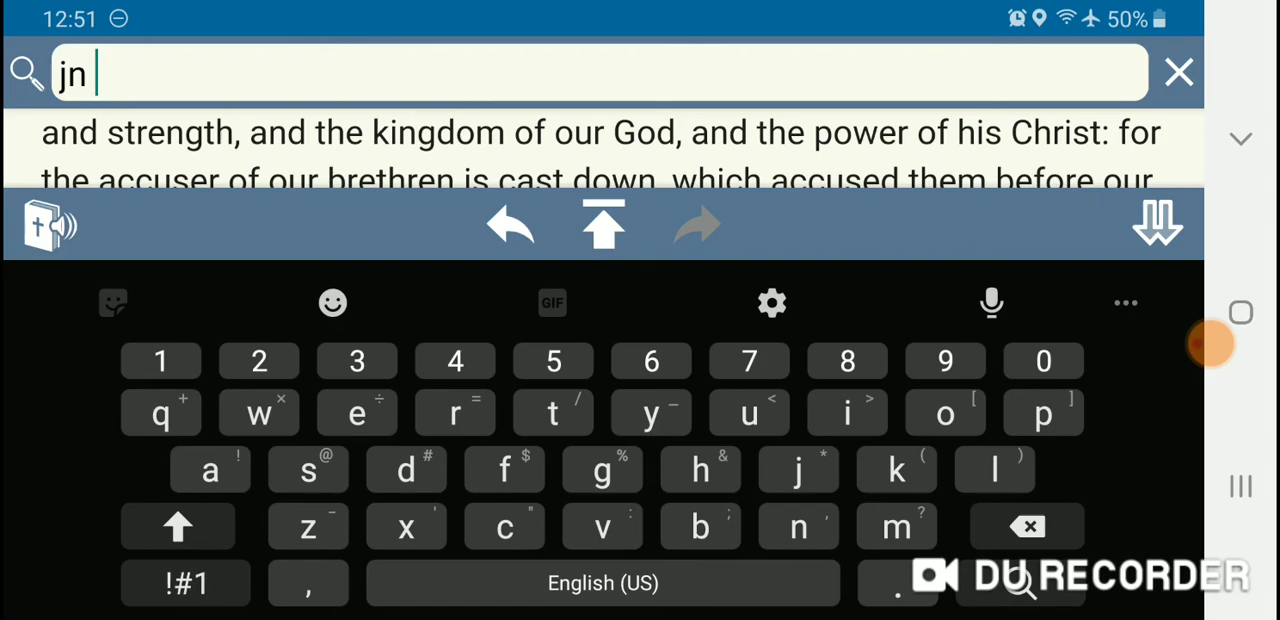 12:51 50%
jn
and strength, and the kingdom of our God, and the power of his Christ: for
the accuser of our brethren is cast down, which accused them before our
GIF
1 2 3 4 5 6 7 8 9 0
q + w × e ÷ r = t / y _ u < i > o [ p ]
a ! s @ d # f $ g % h & j * k ( l )
z - x ' c " v : b ; n , m ?
!#1 , English (US) .
DU RECORDER